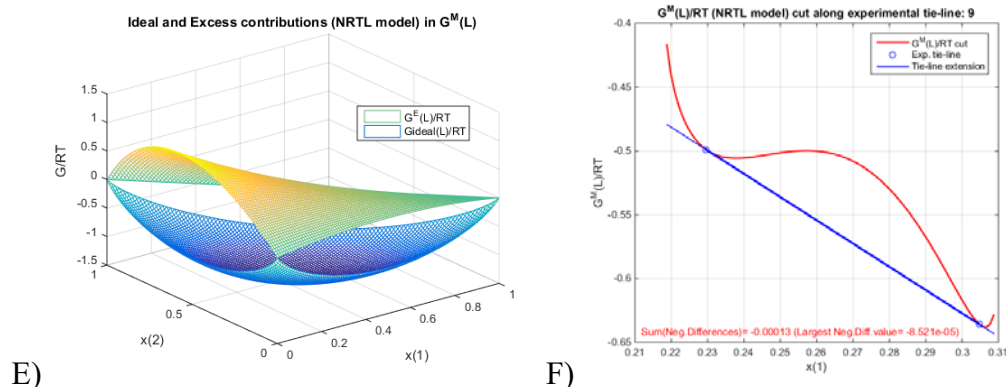 Ideal and Excess contributions (NRTL model) in G^M(L)
1.5
1
0.5
0
-0.5
-1
-1.5
G/RT
G^E(L)/RT
Gideal(L)/RT
1
0.5
0
x(2)
0
0.2
0.4
0.6
0.8
1
x(1)
E)
G^M(L)/RT (NRTL model) cut along experimental tie-line: 9
-0.4
-0.45
-0.5
-0.55
-0.6
-0.65
G^M(L)/RT
G^M(L)/RT cut
Exp. tie-line
Tie-line extension
Sum(Neg.Differences)= -0.00013 (Largest Neg.Diff.value= -8.521e-05)
0.21 0.22 0.23 0.24 0.25 0.26 0.27 0.28 0.29 0.3 0.31
x(1)
F)